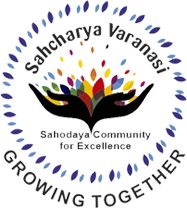 Sahcharya Varanasi
Sahodaya Community
for Excellence
GROWING TOGETHER